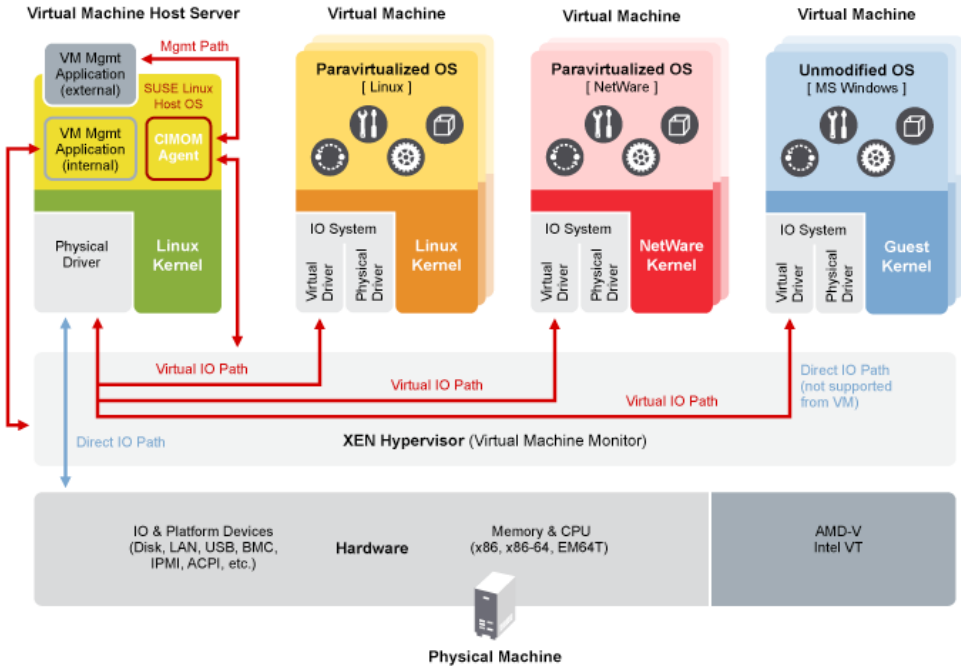 Virtual Machine Host Server
Virtual Machine
Virtual Machine
Virtual Machine
Mgmt Path
VM Mgmt
Application
(external)
SUSE Linux
Host OS
VM Mgmt
Application
(internal)
CIMOM
Agent
Physical
Driver
Linux
Kernel
Paravirtualized OS
[ Linux ]
IO System
Virtual
Driver
Physical
Driver
Linux
Kernel
Paravirtualized OS
[ NetWare ]
IO System
Virtual
Driver
Physical
Driver
NetWare
Kernel
Unmodified OS
[ MS Windows ]
IO System
Virtual
Driver
Physical
Driver
Guest
Kernel
Virtual IO Path
Virtual IO Path
Virtual IO Path
Direct IO Path
(not supported
from VM)
Direct IO Path
XEN Hypervisor (Virtual Machine Monitor)
IO & Platform Devices
(Disk, LAN, USB, BMC,
IPMI, ACPI, etc.)
Hardware
Memory & CPU
(x86, x86-64, EM64T)
AMD-V
Intel VT
Physical Machine